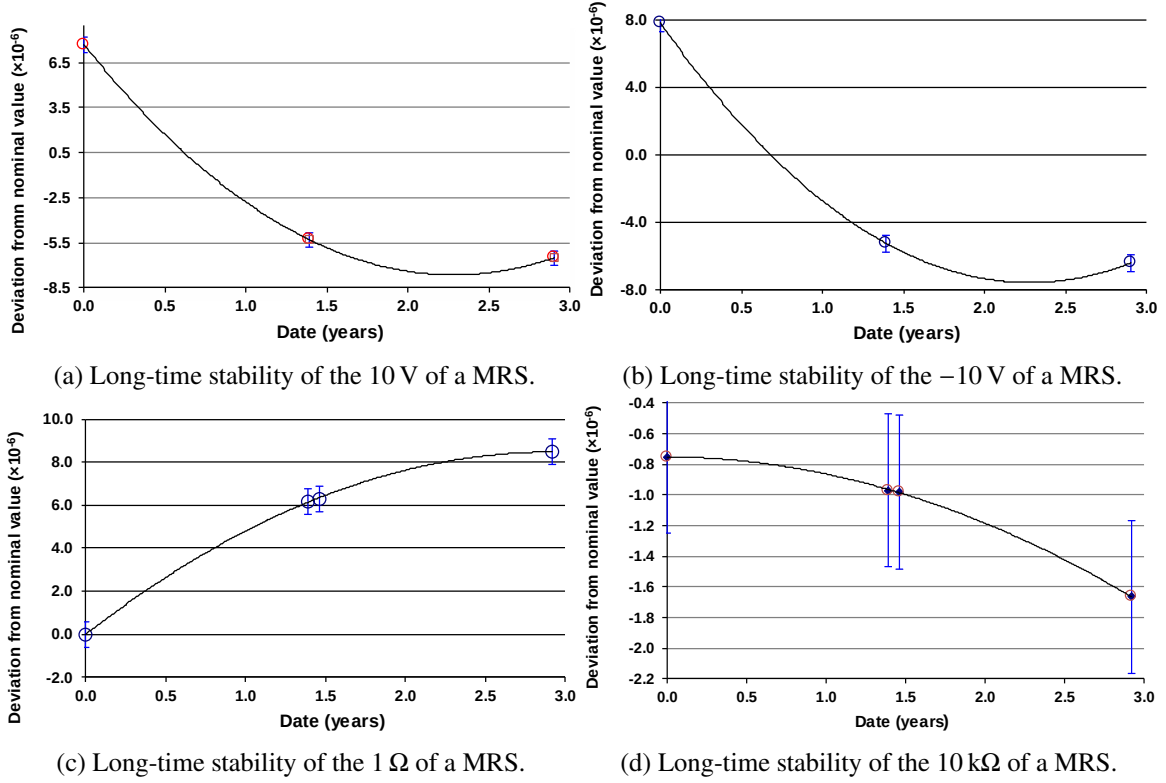 Deviation fromn nominal value (×10⁻⁶)
6.5
3.5
0.5
-2.5
-5.5
-8.5
0.0 0.5 1.0 1.5 2.0 2.5 3.0
Date (years)
(a) Long-time stability of the 10 V of a MRS.
Deviation from nominal value (×10⁻⁶)
8.0
4.0
0.0
-4.0
-8.0
0.0 0.5 1.0 1.5 2.0 2.5 3.0
Date (years)
(b) Long-time stability of the −10 V of a MRS.
Deviation from nominal value (×10⁻⁶)
10.0
8.0
6.0
4.0
2.0
0.0
-2.0
0.0 0.5 1.0 1.5 2.0 2.5 3.0
Date (years)
(c) Long-time stability of the 1 Ω of a MRS.
Deviation from nominal value (×10⁻⁶)
-0.4
-0.6
-0.8
-1.0
-1.2
-1.4
-1.6
-1.8
-2.0
-2.2
0.0 0.5 1.0 1.5 2.0 2.5 3.0
Date (years)
(d) Long-time stability of the 10 kΩ of a MRS.